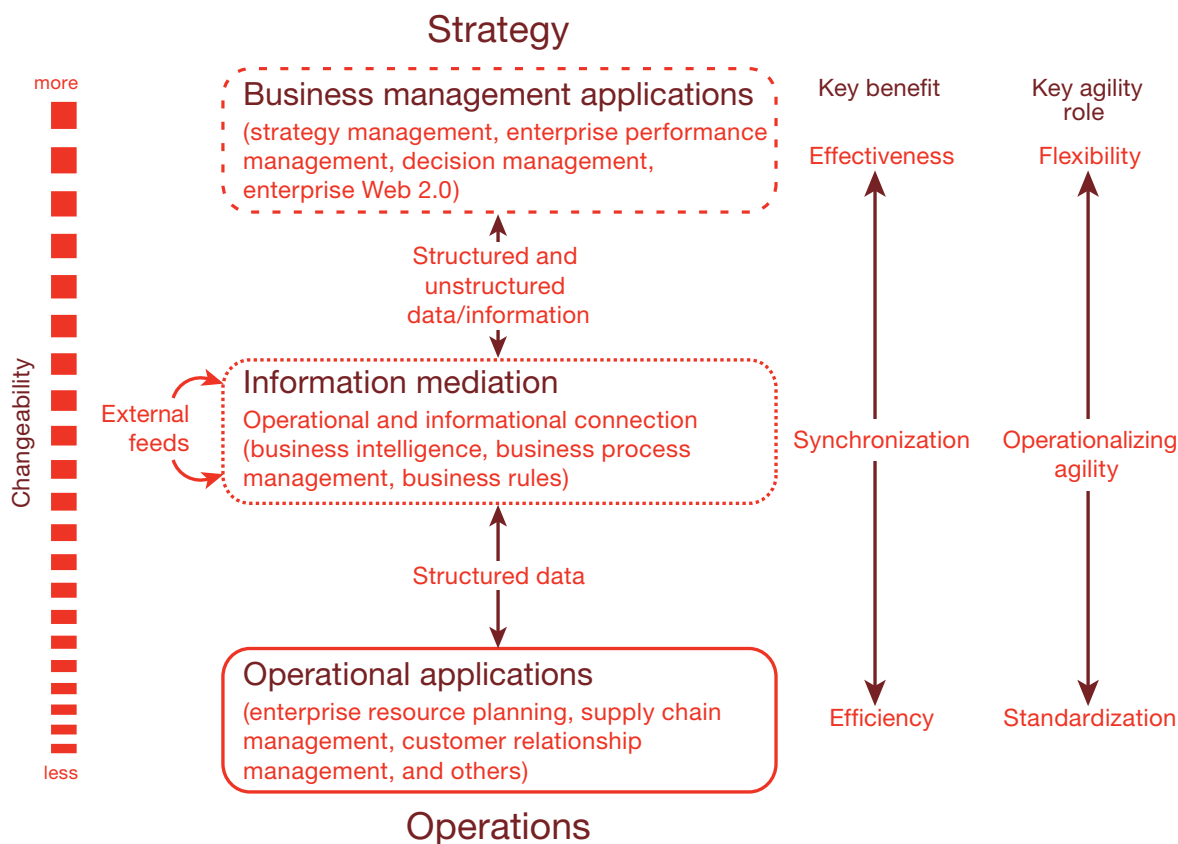 Strategy
more
Business management applications
(strategy management, enterprise performance
management, decision management,
enterprise Web 2.0)
Key benefit
Key agility
role
Effectiveness
Flexibility
Structured and
unstructured
data/information
Changeability
External
feeds
Information mediation
Operational and informational connection
(business intelligence, business process
management, business rules)
Synchronization
Operationalizing
agility
Structured data
Operational applications
(enterprise resource planning, supply chain
management, customer relationship
management, and others)
Efficiency
Standardization
less
Operations